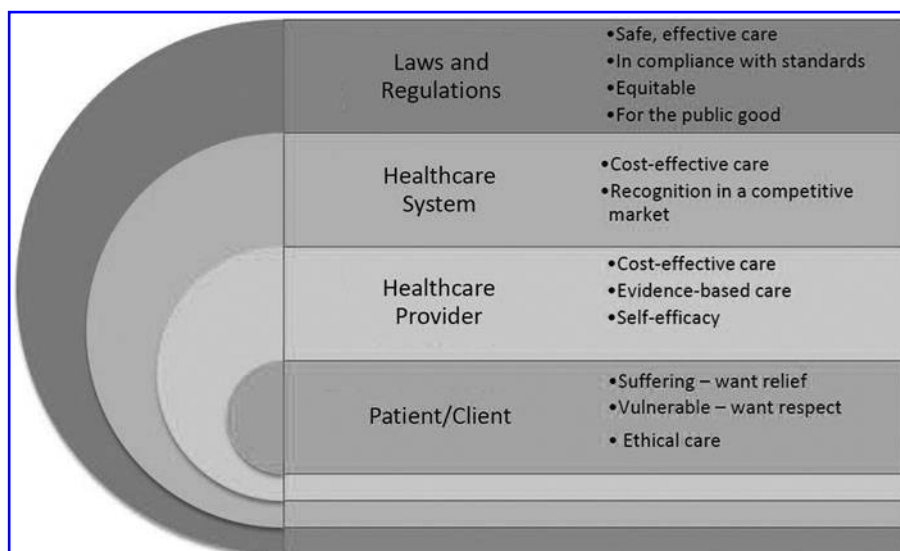 Laws and
Regulations
•Safe, effective care
•In compliance with standards
•Equitable
•For the public good
Healthcare
System
•Cost-effective care
•Recognition in a competitive
market
Healthcare
Provider
•Cost-effective care
•Evidence-based care
•Self-efficacy
Patient/Client
•Suffering – want relief
•Vulnerable – want respect
• Ethical care